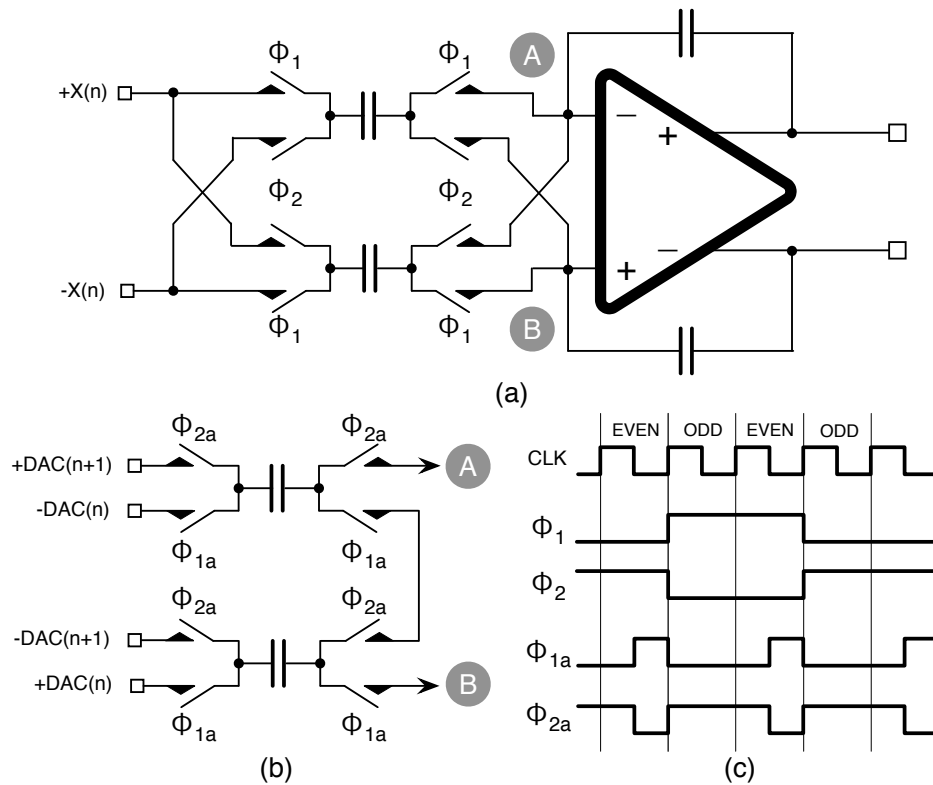 Φ1 Φ1 A
+X(n)
− +
Φ2 Φ2
− +
-X(n)
Φ1 Φ1 B
(a)
Φ2a Φ2a
+DAC(n+1) A
-DAC(n)
Φ1a Φ1a
Φ2a Φ2a
-DAC(n+1)
+DAC(n) B
Φ1a Φ1a
(b)
EVEN ODD EVEN ODD
CLK
Φ1
Φ2
Φ1a
Φ2a
(c)